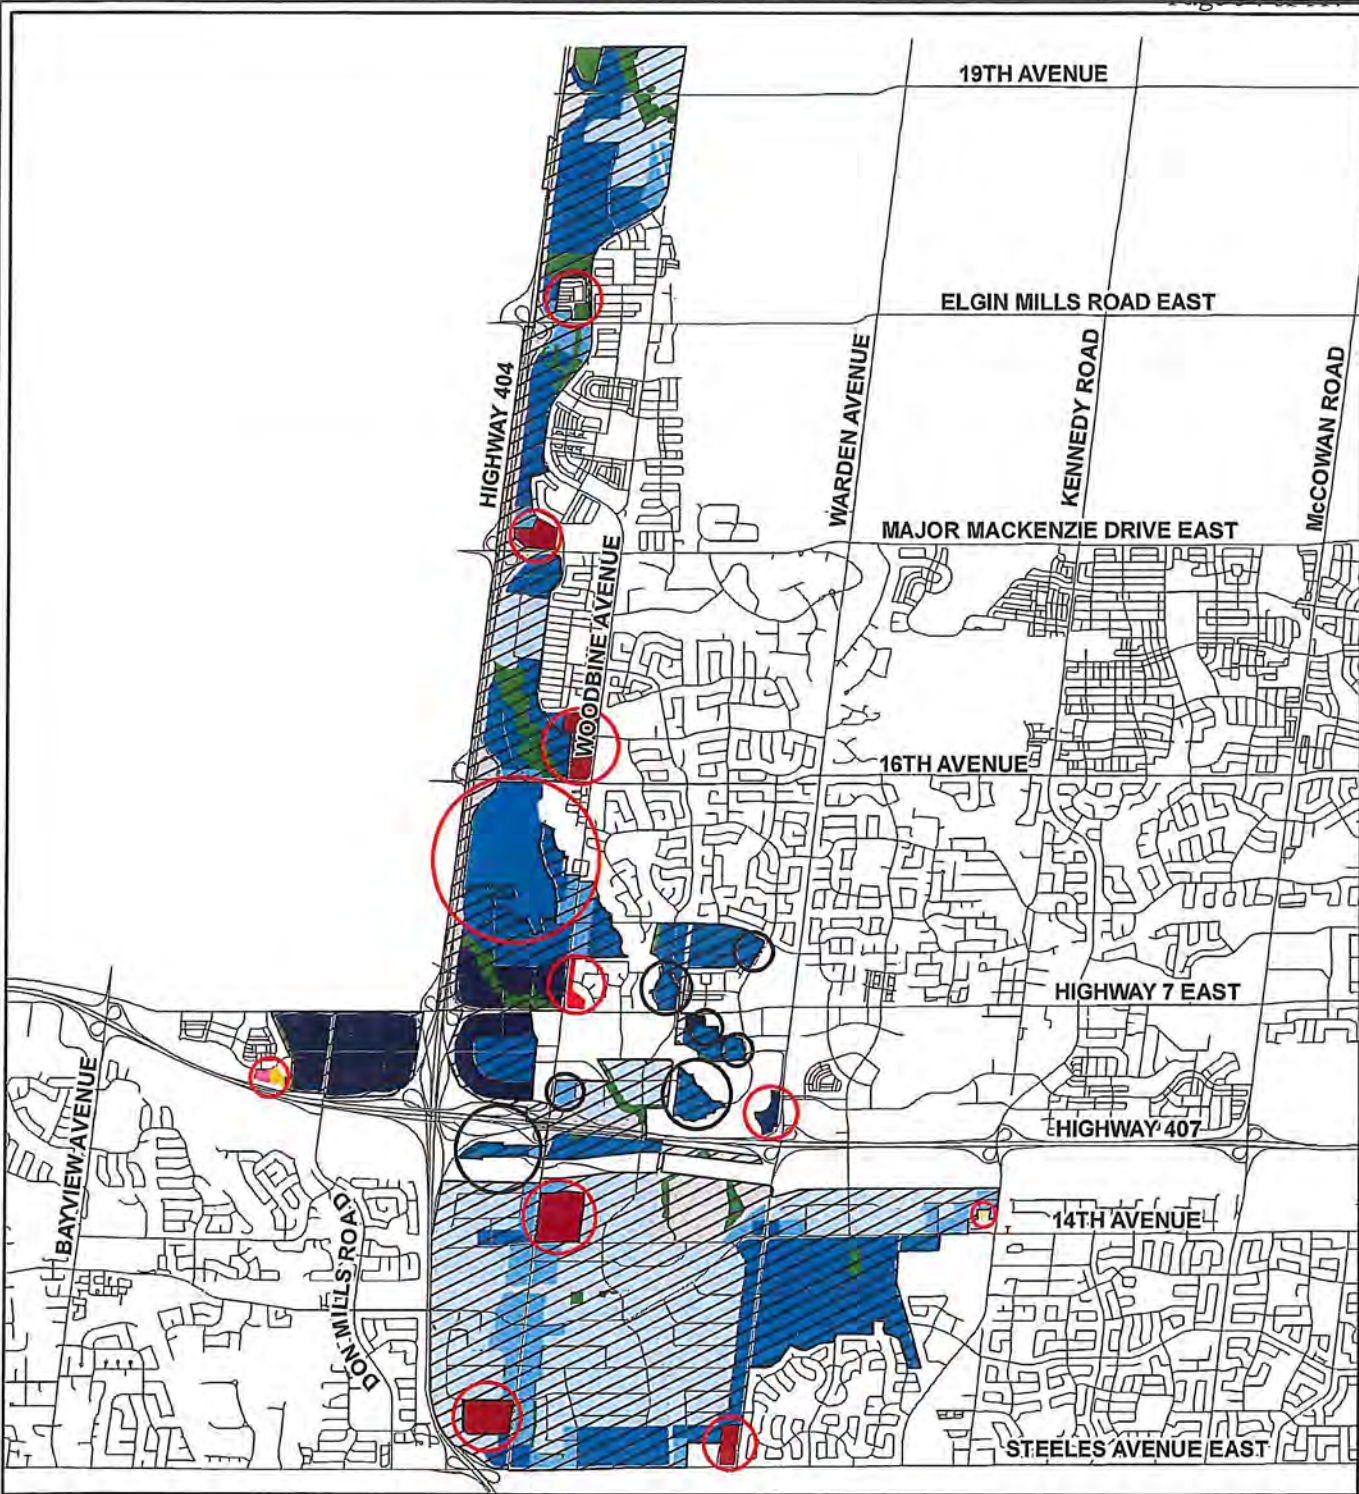 19TH AVENUE
ELGIN MILLS ROAD EAST
HIGHWAY 404
WARDEN AVENUE
KENNEDY ROAD
McCOWAN ROAD
MAJOR MACKENZIE DRIVE EAST
WOODBINE AVENUE
16TH AVENUE
HIGHWAY 7 EAST
BAYVIEW AVENUE
HIGHWAY 407
DON MILLS ROAD
14TH AVENUE
STEELES AVENUE EAST